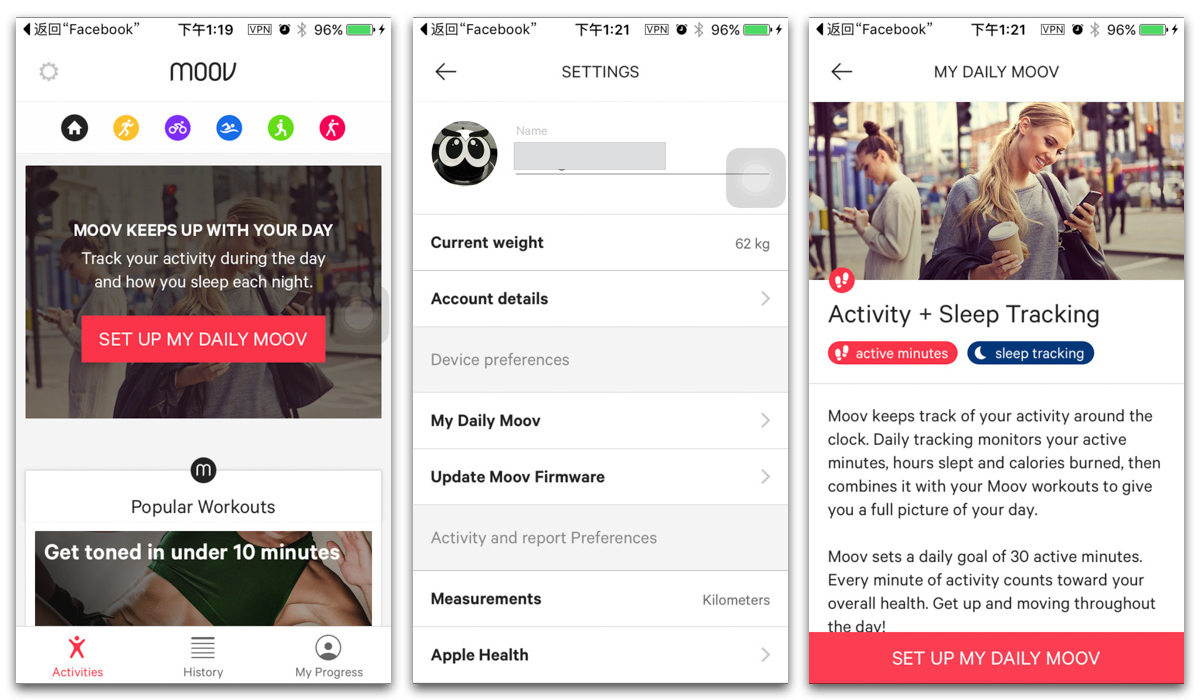 返回“Facebook”
下午1:19
VPN
96%
moov
MOOV KEEPS UP WITH YOUR DAY
Track your activity during the day
and how you sleep each night.
SET UP MY DAILY MOOV
m
Popular Workouts
Get toned in under 10 minutes
Activities
History
My Progress
返回“Facebook”
下午1:21
VPN
96%
SETTINGS
Name
Current weight
62 kg
Account details
Device preferences
My Daily Moov
Update Moov Firmware
Activity and report Preferences
Measurements
Kilometers
Apple Health
返回“Facebook”
下午1:21
VPN
96%
MY DAILY MOOV
Activity + Sleep Tracking
active minutes
sleep tracking
Moov keeps track of your activity around the
clock. Daily tracking monitors your active
minutes, hours slept and calories burned, then
combines it with your Moov workouts to give
you a full picture of your day.
Moov sets a daily goal of 30 active minutes.
Every minute of activity counts toward your
overall health. Get up and moving throughout
the day!
SET UP MY DAILY MOOV